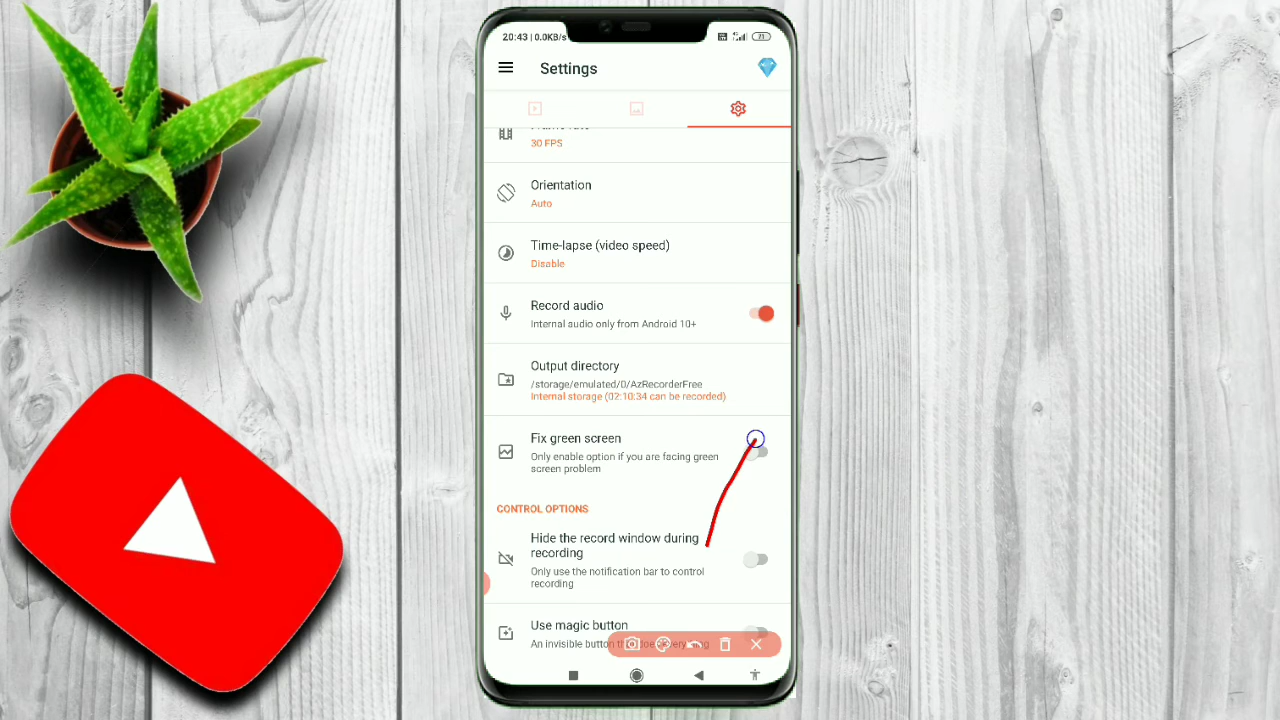 20:43 | 0.0KB/s
21
Settings
Frame rate
30 FPS
Orientation
Auto
Time-lapse (video speed)
Disable
Record audio
Internal audio only from Android 10+
Output directory
/storage/emulated/0/AzRecorderFree
Internal storage (02:10:34 can be recorded)
Fix green screen
Only enable option if you are facing green
screen problem
CONTROL OPTIONS
Hide the record window during
recording
Only use the notification bar to control
recording
Use magic button
An invisible button